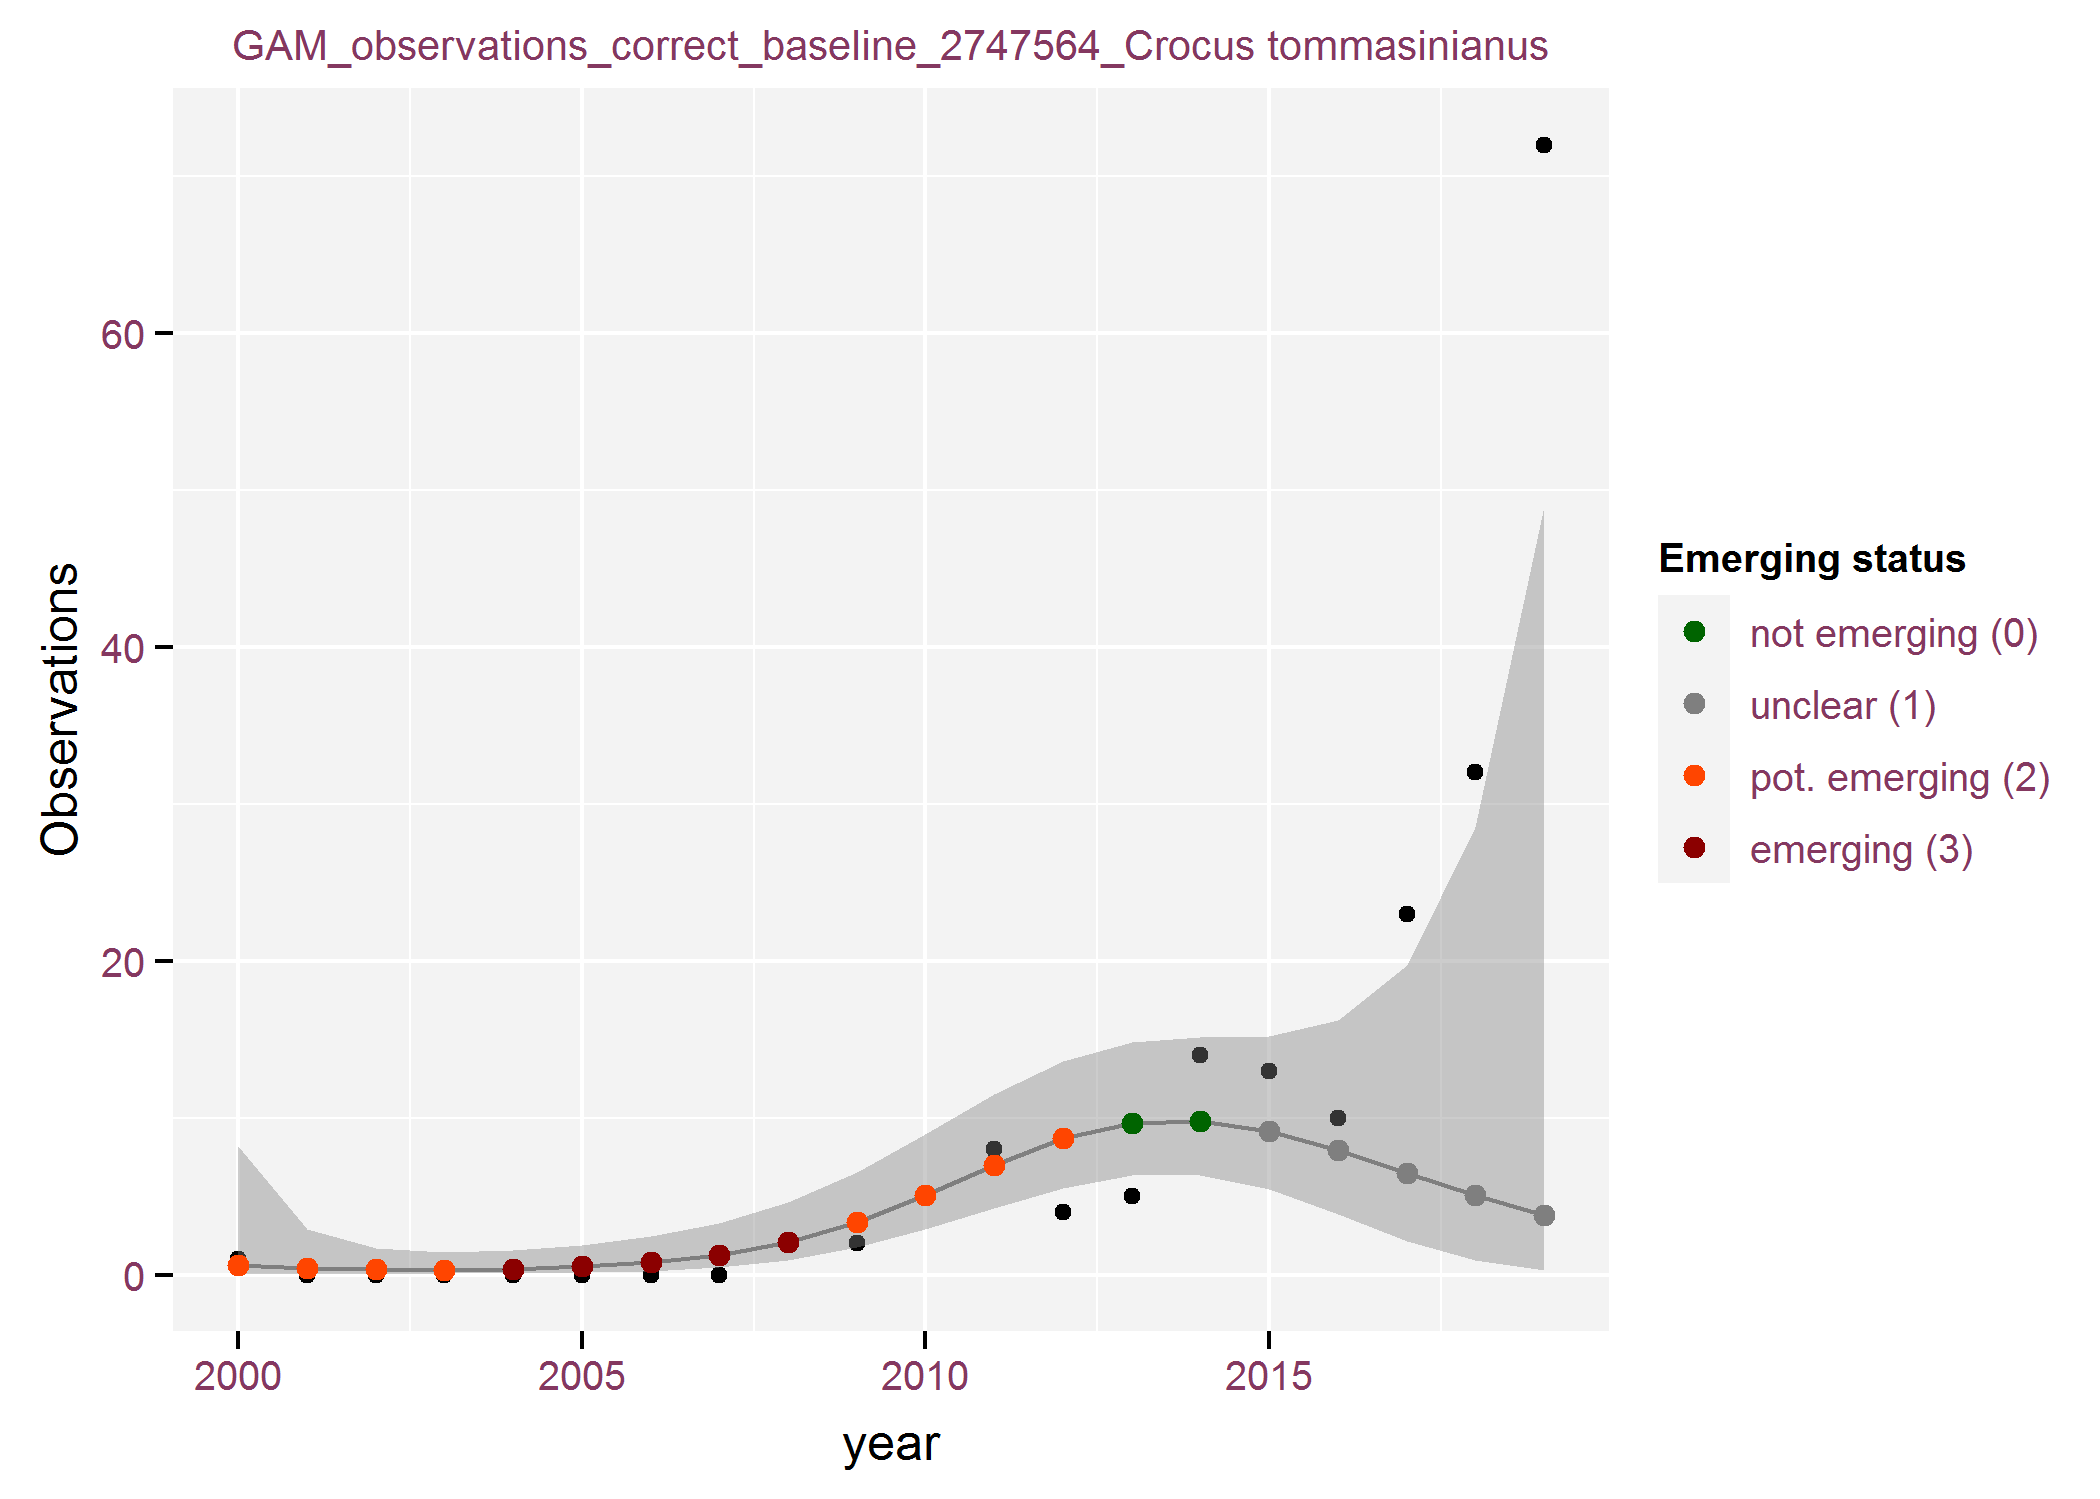 GAM_observations_correct_baseline_2747564_Crocus tommasinianus
Observations
60
40
20
0
2000 2005 2010 2015
year
Emerging status
not emerging (0)
unclear (1)
pot. emerging (2)
emerging (3)